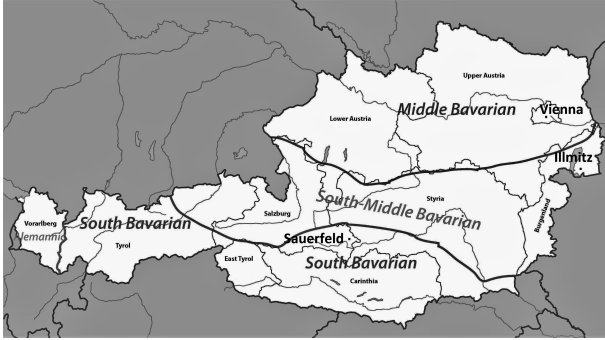 Upper Austria
Middle Bavarian
Vienna
Lower Austria
Illmitz
South-Middle Bavarian
Styria
Burgenland
Salzburg
Vorarlberg
Alemannic
South Bavarian
Tyrol
Sauerfeld
East Tyrol
South Bavarian
Carinthia